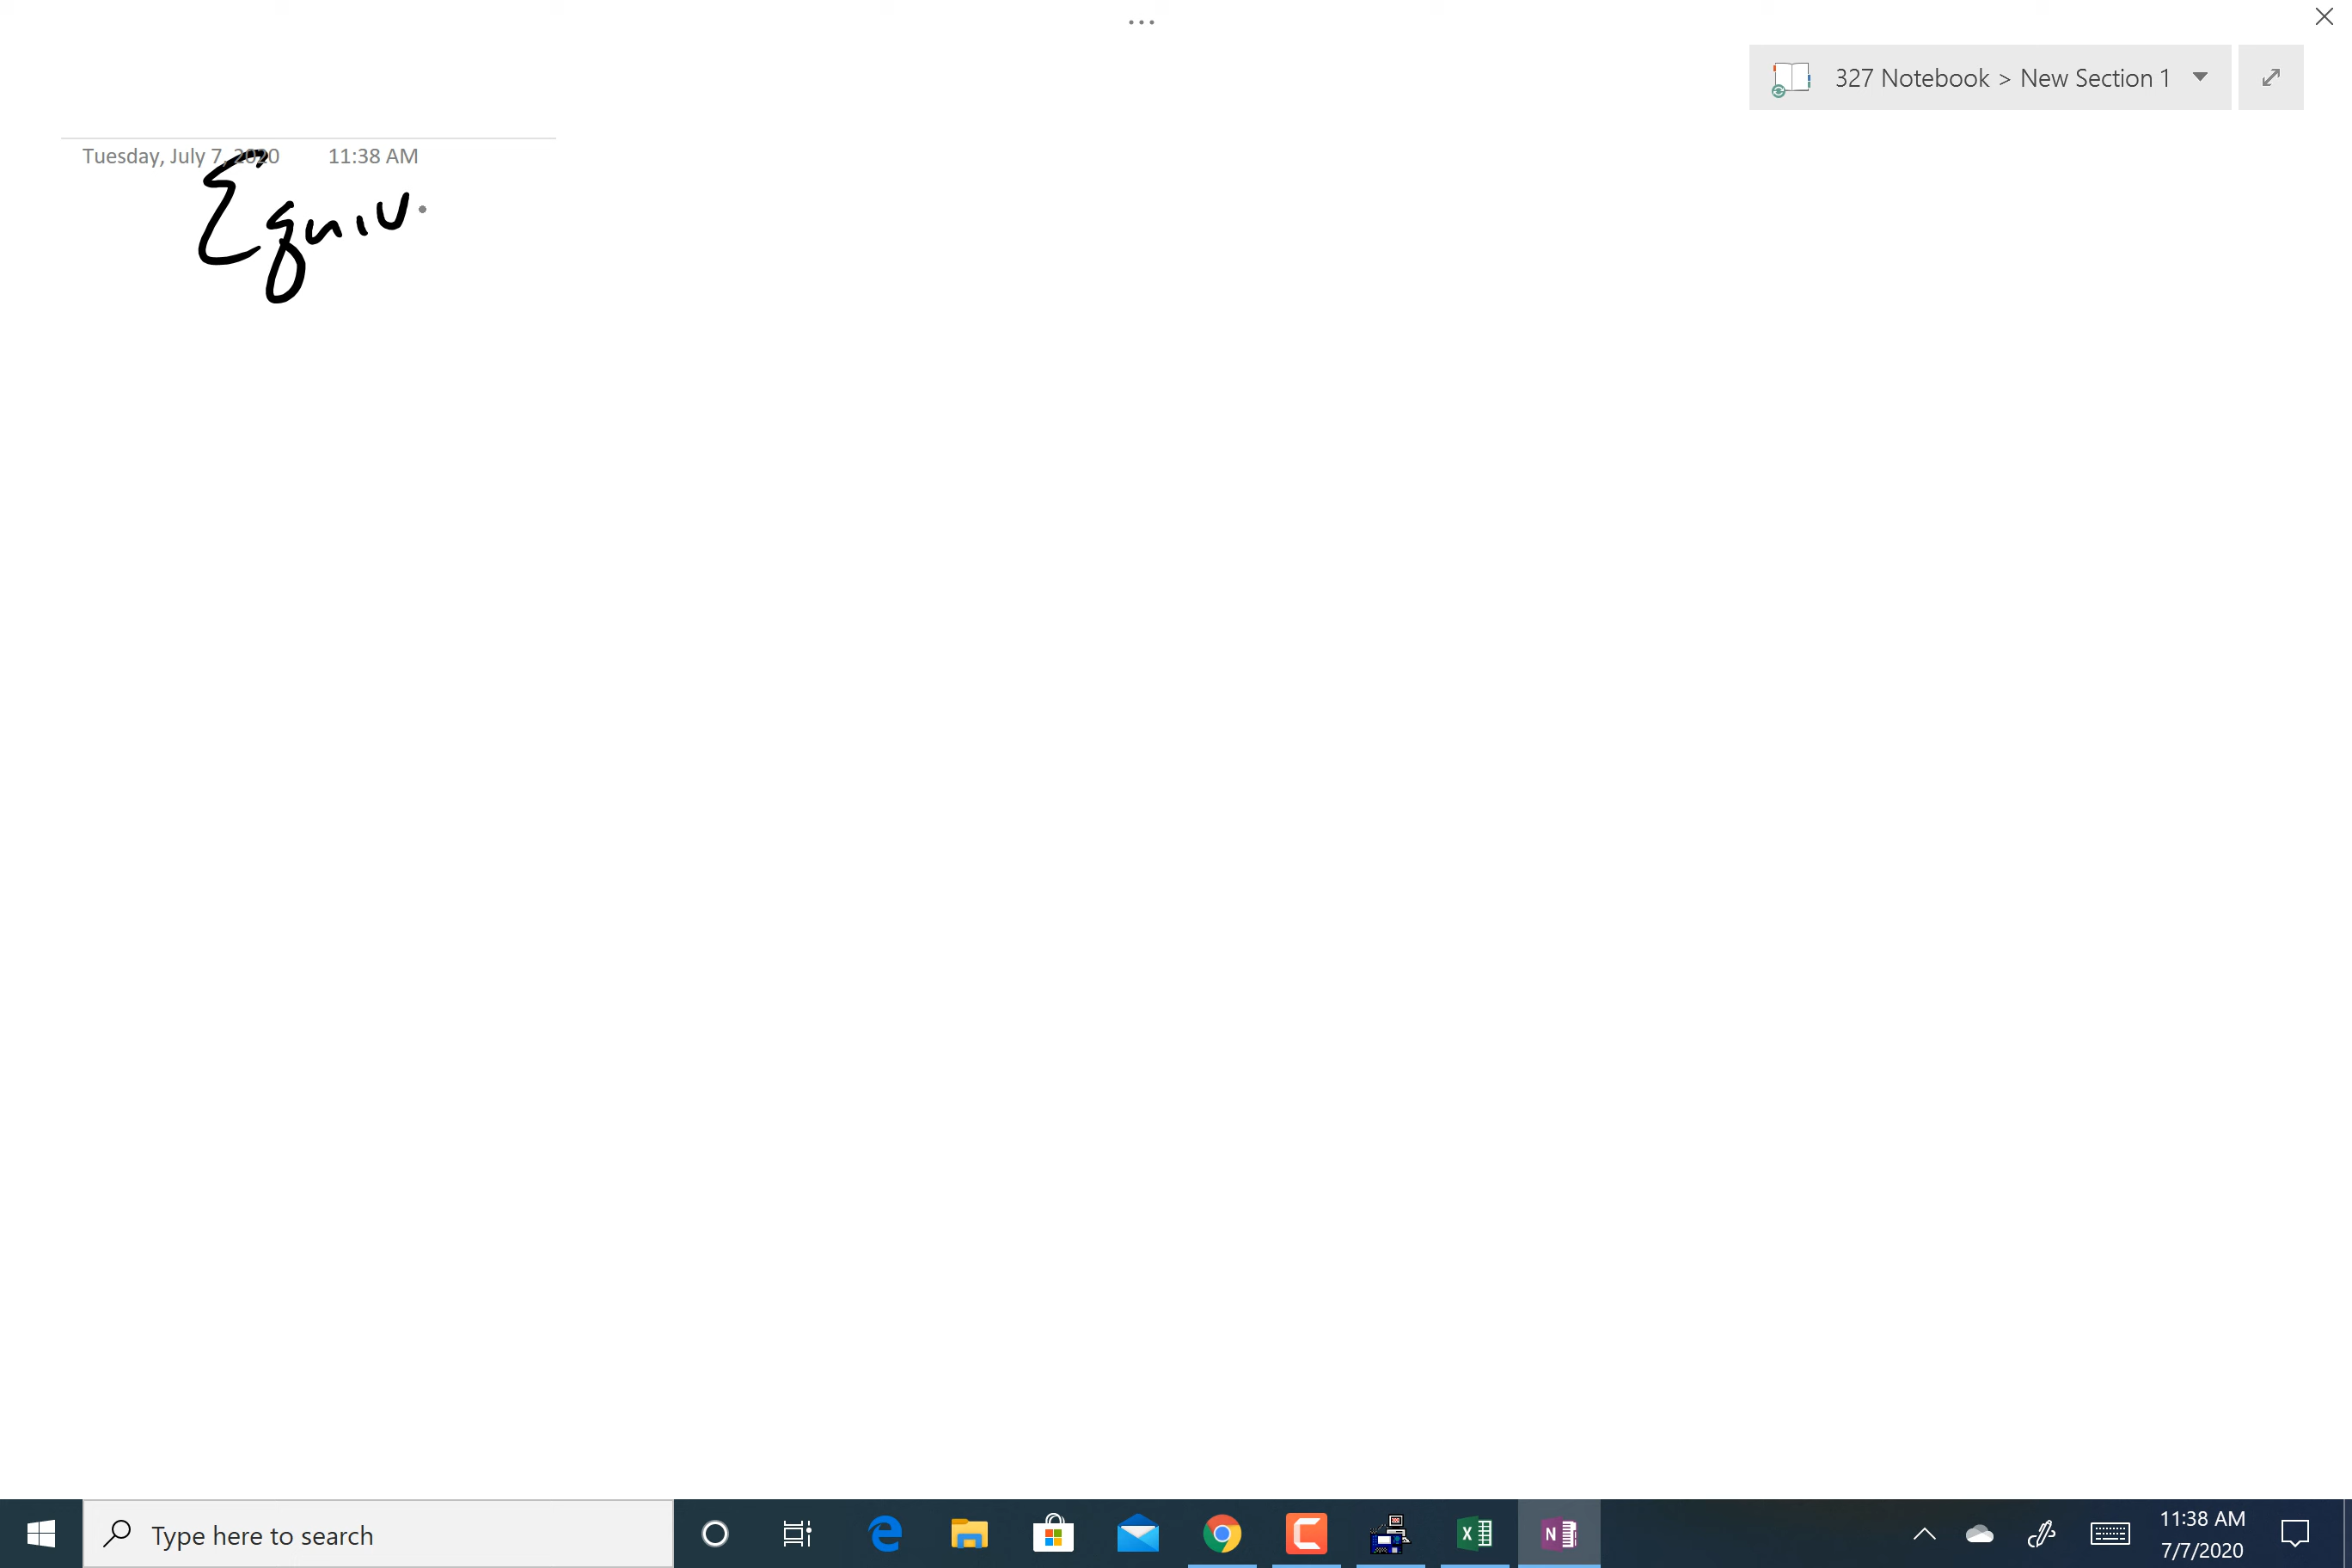 327 Notebook > New Section 1
Tuesday, July 7, 2020 11:38 AM
Equiv
Type here to search
11:38 AM
7/7/2020